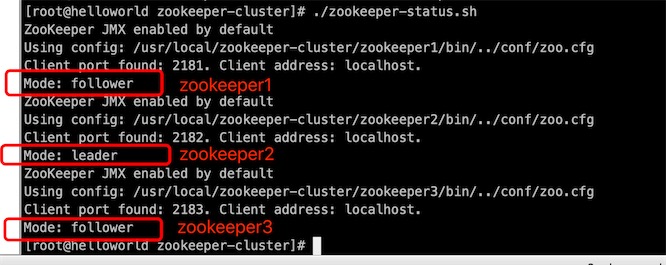 [root@helloworld zookeeper-cluster]# ./zookeeper-status.sh
ZooKeeper JMX enabled by default
Using config: /usr/local/zookeeper-cluster/zookeeper1/bin/../conf/zoo.cfg
Client port found: 2181. Client address: localhost.
Mode: follower zookeeper1
ZooKeeper JMX enabled by default
Using config: /usr/local/zookeeper-cluster/zookeeper2/bin/../conf/zoo.cfg
Client port found: 2182. Client address: localhost.
Mode: leader zookeeper2
ZooKeeper JMX enabled by default
Using config: /usr/local/zookeeper-cluster/zookeeper3/bin/../conf/zoo.cfg
Client port found: 2183. Client address: localhost.
Mode: follower zookeeper3
[root@helloworld zookeeper-cluster]#